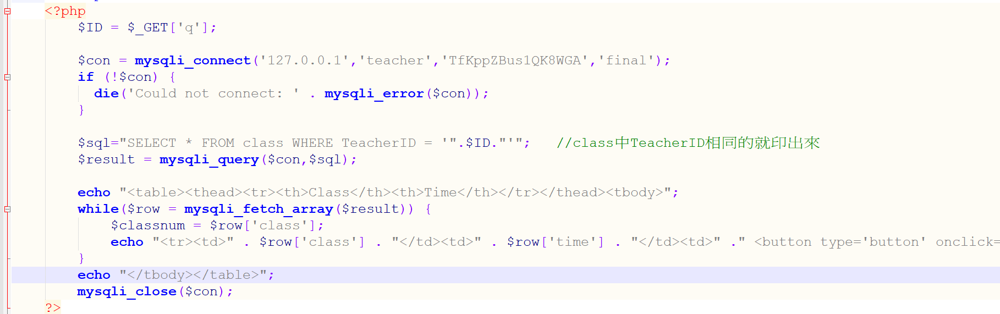 <?php
$ID = $_GET['q'];
$con = mysqli_connect('127.0.0.1','teacher','TfKppZBus1QK8WGA','final');
if (!$con) {
die('Could not connect: ' . mysqli_error($con));
}
$sql="SELECT * FROM class WHERE TeacherID = '".$ID."'"; //class中TeacherID相同的就印出來
$result = mysqli_query($con,$sql);
echo "<table><thead><tr><th>Class</th><th>Time</th></tr></thead><tbody>";
while($row = mysqli_fetch_array($result)) {
$classnum = $row['class'];
echo "<tr><td>" . $row['class'] . "</td><td>" . $row['time'] . "</td><td>" ." <button type='button' onclick=
}
echo "</tbody></table>";
mysqli_close($con);
?>